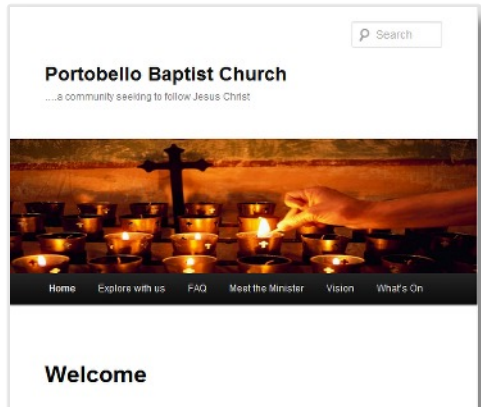 Search
Portobello Baptist Church
....a community seeking to follow Jesus Christ
Home Explore with us FAQ Meet the Minister Vision What's On
Welcome